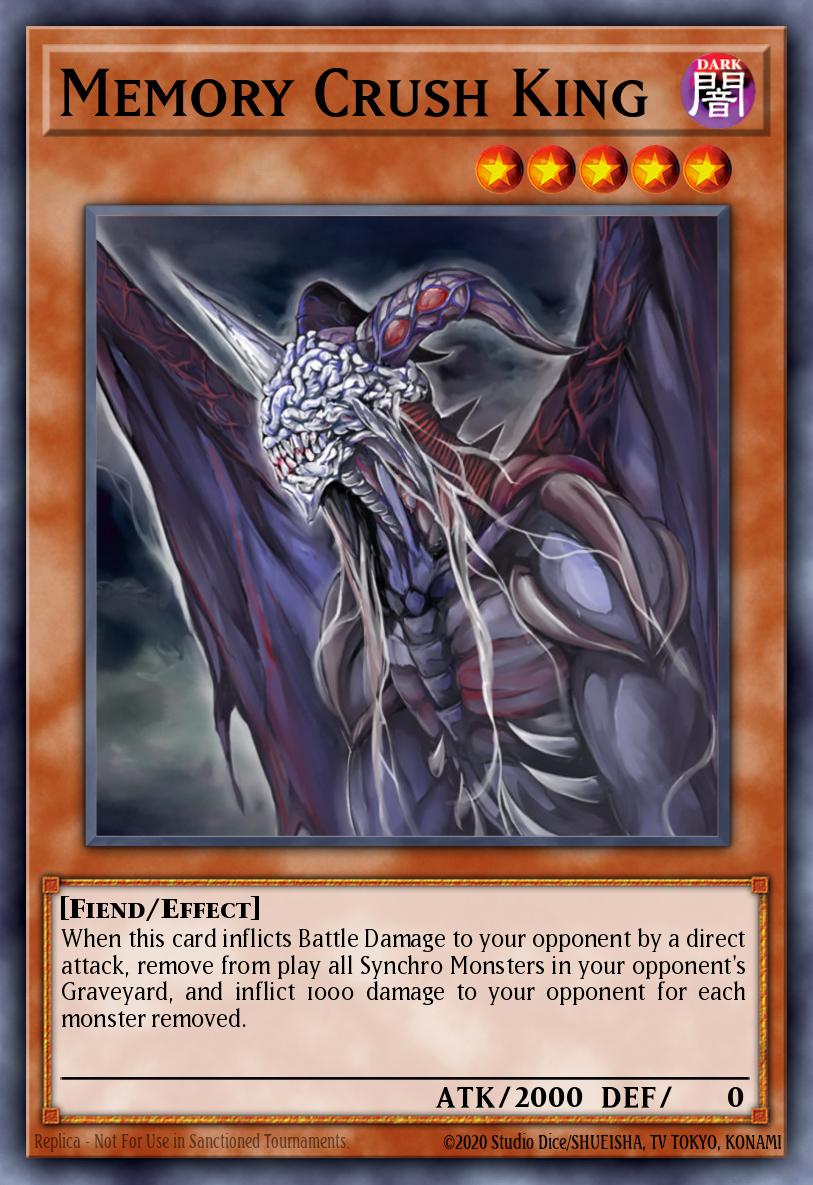 Memory Crush King
DARK
闇
[Fiend/Effect]
When this card inflicts Battle Damage to your opponent by a direct
attack, remove from play all Synchro Monsters in your opponent's
Graveyard, and inflict 1000 damage to your opponent for each
monster removed.
ATK/2000 DEF/ 0
Replica - Not For Use in Sanctioned Tournaments.
©2020 Studio Dice/SHUEISHA, TV TOKYO, KONAMI